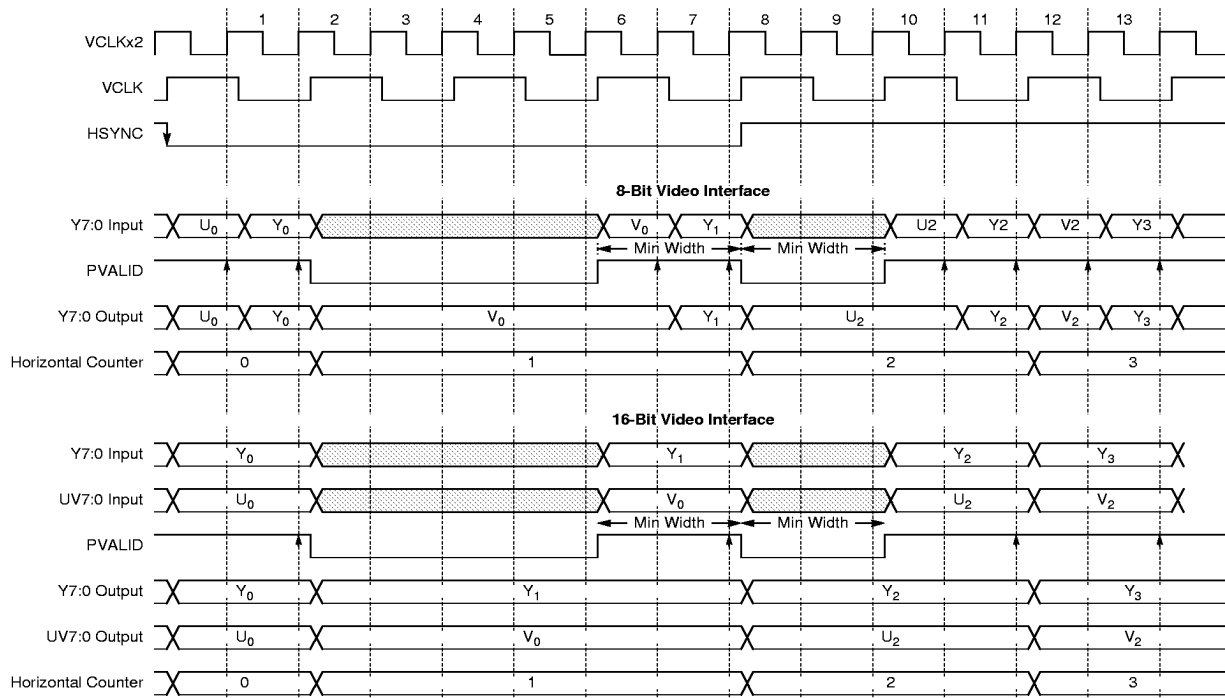 1 2 3 4 5 6 7 8 9 10 11 12 13
VCLKx2
VCLK
HSYNC
8-Bit Video Interface
Y7:0 Input U0 Y0 V0 Y1 U2 Y2 V2 Y3
Min Width Min Width
PVALID
Y7:0 Output U0 Y0 V0 Y1 U2 Y2 V2 Y3
Horizontal Counter 0 1 2 3
16-Bit Video Interface
Y7:0 Input Y0 Y1 Y2 Y3
UV7:0 Input U0 V0 U2 V2
Min Width Min Width
PVALID
Y7:0 Output Y0 Y1 Y2 Y3
UV7:0 Output U0 V0 U2 V2
Horizontal Counter 0 1 2 3